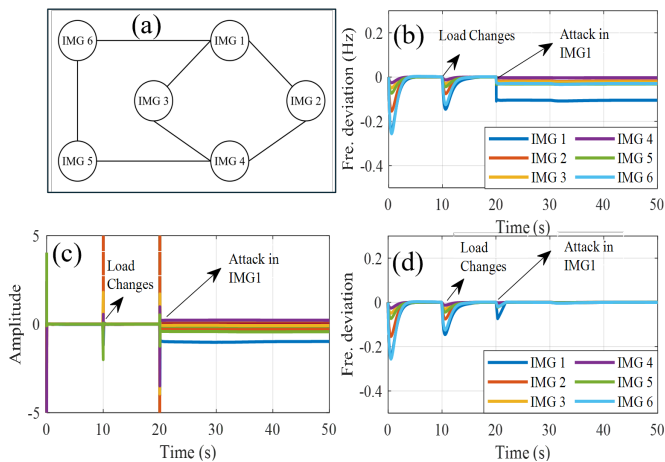 (a)
IMG 6
IMG 1
IMG 3
IMG 2
IMG 5
IMG 4
(b)
Load Changes
Attack in
IMG1
Fre. deviation (Hz)
0.2
0
-0.2
-0.4
IMG 1
IMG 4
IMG 2
IMG 5
IMG 3
IMG 6
0
10
20
30
40
50
Time (s)
(c)
Load
Changes
Attack in
IMG1
Amplitude
5
0
-5
0
10
20
30
40
50
Time (s)
(d)
Load
Changes
Attack in
IMG1
Fre. deviation
0.2
0
-0.2
-0.4
IMG 1
IMG 4
IMG 2
IMG 5
IMG 3
IMG 6
0
10
20
30
40
50
Time (s)